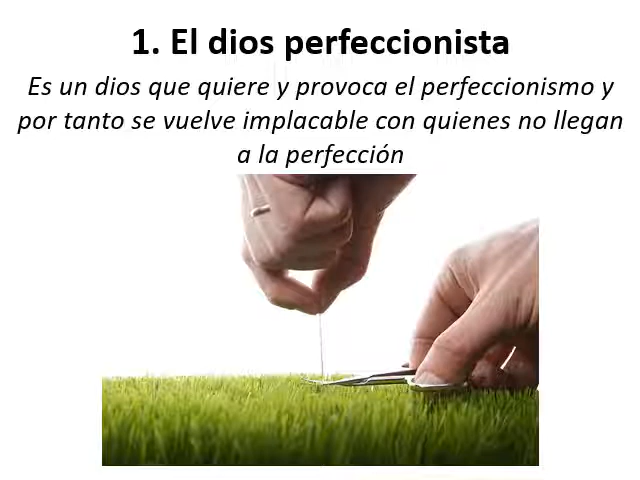 1. El dios perfeccionista
Es un dios que quiere y provoca el perfeccionismo y
por tanto se vuelve implacable con quienes no llegan
a la perfección